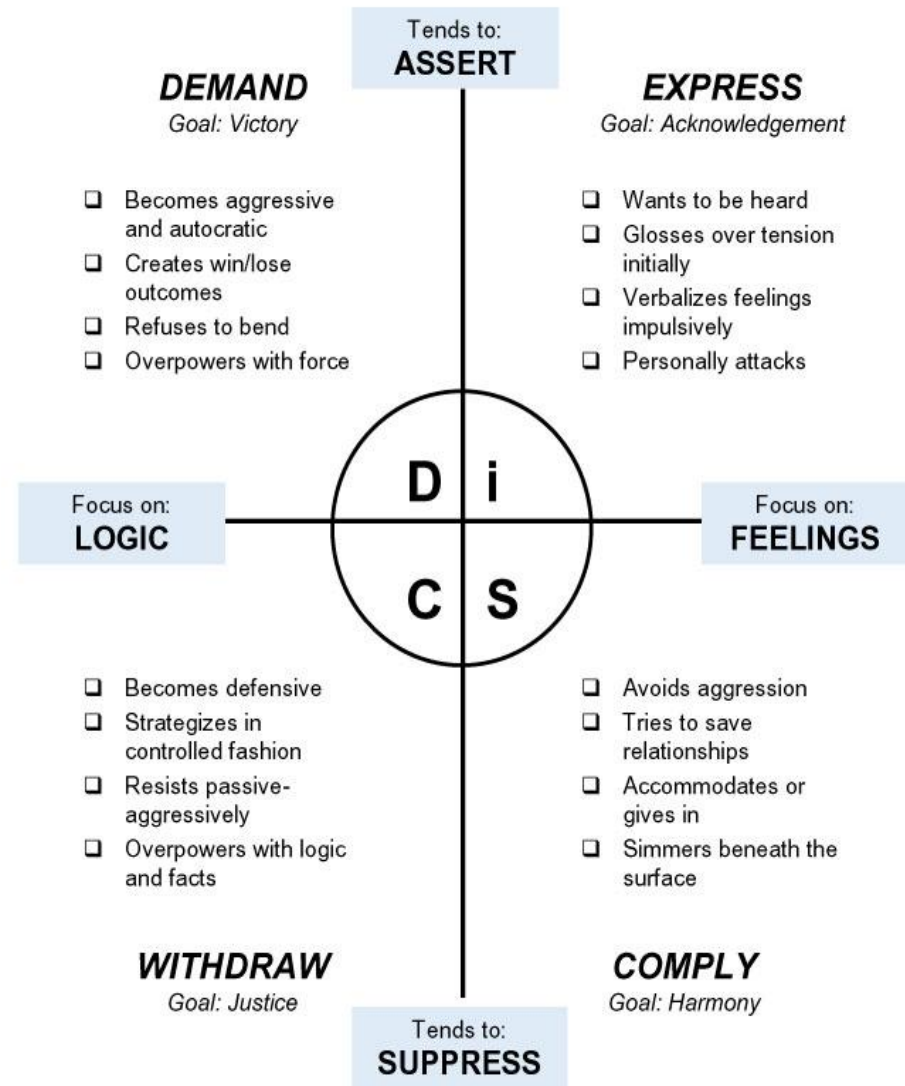 Tends to:
ASSERT
DEMAND
Goal: Victory
EXPRESS
Goal: Acknowledgement
Becomes aggressive
and autocratic
Creates win/lose
outcomes
Refuses to bend
Overpowers with force
Wants to be heard
Glosses over tension
initially
Verbalizes feelings
impulsively
Personally attacks
D i
Focus on:
LOGIC
Focus on:
FEELINGS
C S
Becomes defensive
Strategizes in
controlled fashion
Resists passive-
aggressively
Overpowers with logic
and facts
Avoids aggression
Tries to save
relationships
Accommodates or
gives in
Simmers beneath the
surface
WITHDRAW
Goal: Justice
COMPLY
Goal: Harmony
Tends to:
SUPPRESS